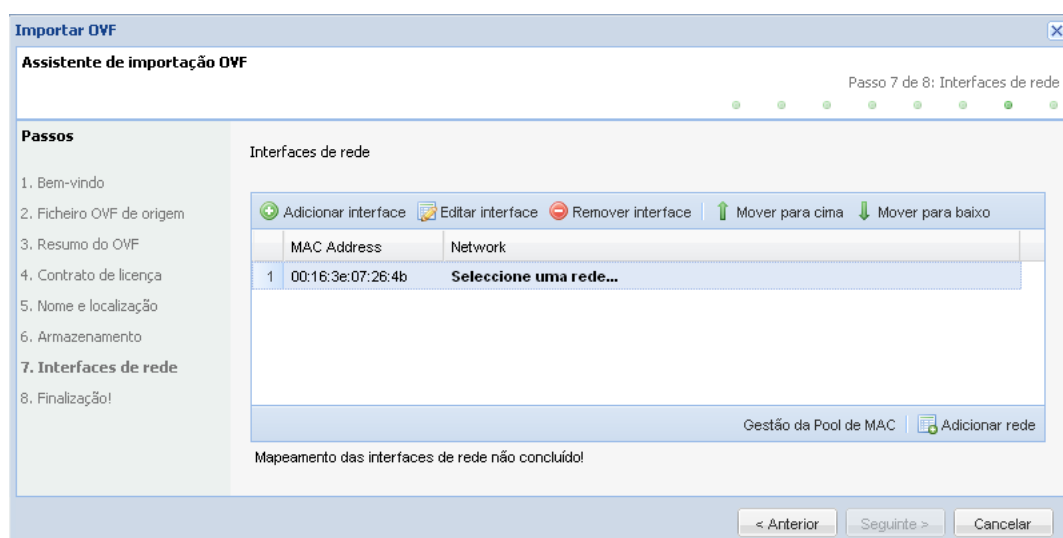 Importar OVF
Assistente de importação OVF
Passo 7 de 8: Interfaces de rede
Passos
1. Bem-vindo
2. Ficheiro OVF de origem
3. Resumo do OVF
4. Contrato de licença
5. Nome e localização
6. Armazenamento
7. Interfaces de rede
8. Finalização!
Interfaces de rede
Adicionar interface Editar interface Remover interface Mover para cima Mover para baixo
MAC Address Network
1 00:16:3e:07:26:4b Seleccione uma rede...
Gestão da Pool de MAC Adicionar rede
Mapeamento das interfaces de rede não concluído!
< Anterior Seguinte > Cancelar